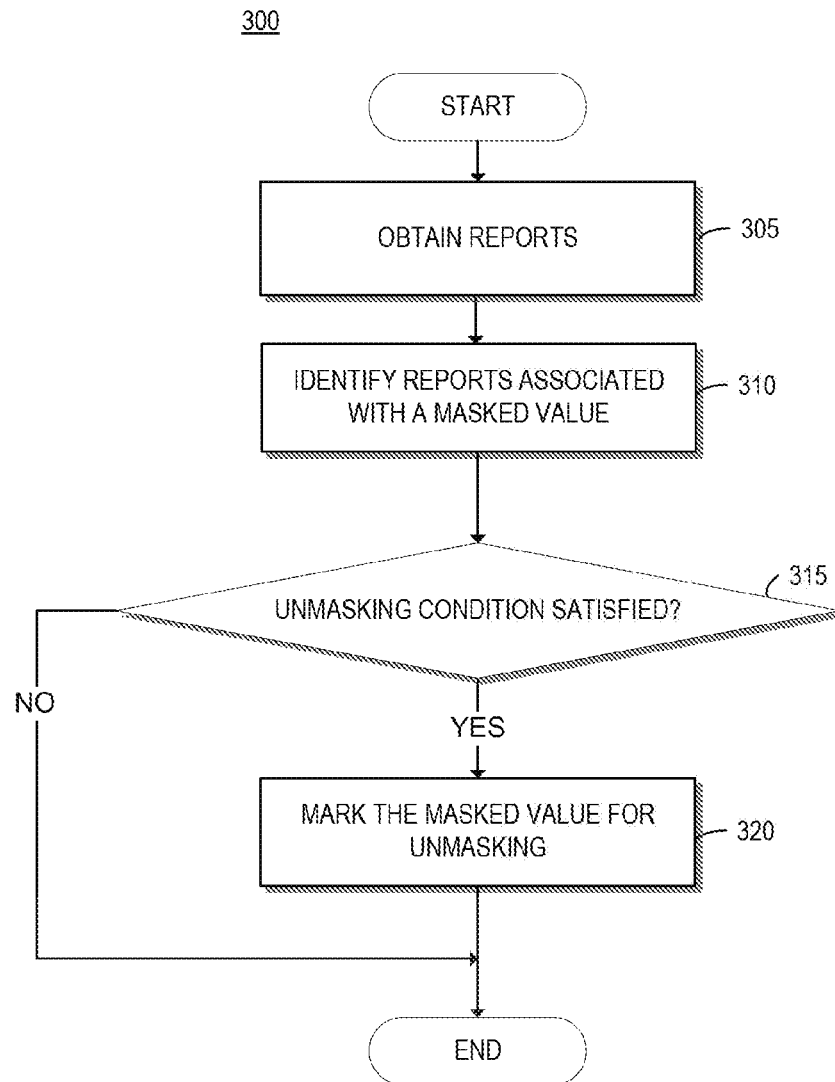 300
START
OBTAIN REPORTS
305
IDENTIFY REPORTS ASSOCIATED
WITH A MASKED VALUE
310
UNMASKING CONDITION SATISFIED?
315
NO
YES
MARK THE MASKED VALUE FOR
UNMASKING
320
END